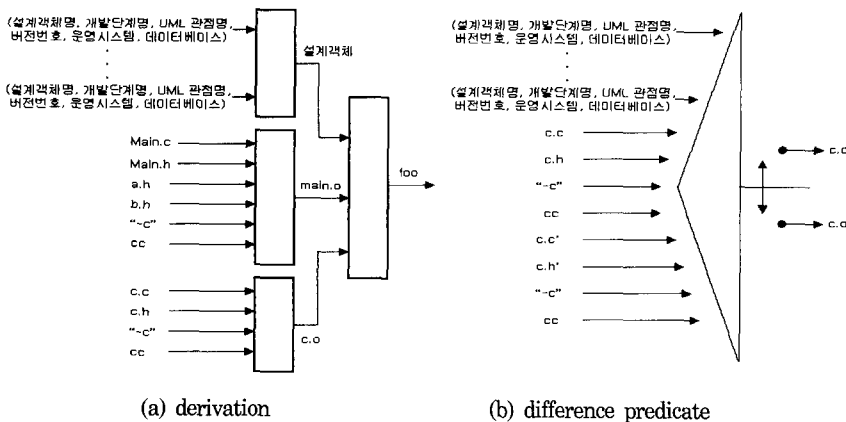 (설계객체명, 개발단계명, UML 관점명,
버전번호, 운영시스템, 데이터베이스)
(설계객체명, 개발단계명, UML 관점명,
버전번호, 운영시스템, 데이터베이스)
설계객체
Main.c
Main.h
a.h
b.h
"~c"
cc
main.o
foo
c.c
c.h
"~c"
cc
c.o
(a) derivation
(설계객체명, 개발단계명, UML 관점명,
버전번호, 운영시스템, 데이터베이스)
(설계객체명, 개발단계명, UML 관점명,
버전번호, 운영시스템, 데이터베이스)
c.c
c.h
"~c"
cc
c.c'
c.h'
"~c"
cc
c.o
c.o
(b) difference predicate